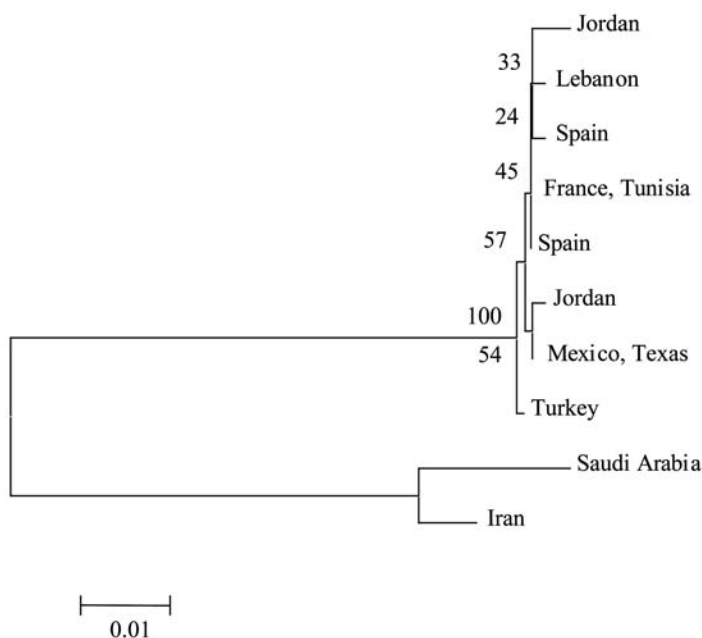 Jordan
33
Lebanon
24
Spain
45
France, Tunisia
57
Spain
Jordan
100
54
Mexico, Texas
Turkey
Saudi Arabia
Iran
0.01